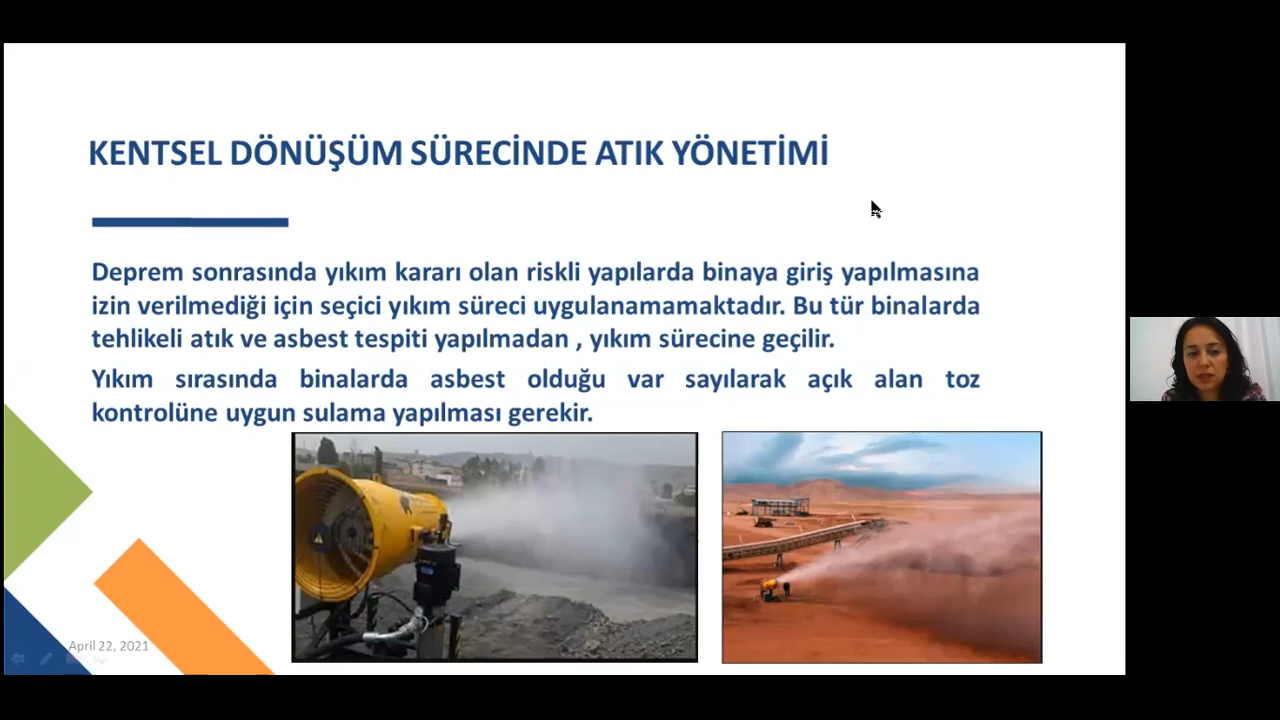 KENTSEL DÖNÜŞÜM SÜRECİNDE ATIK YÖNETİMİ
Deprem sonrasında yıkım kararı olan riskli yapılarda binaya giriş yapılmasına
izin verilmediği için seçici yıkım süreci uygulanamamaktadır. Bu tür binalarda
tehlikeli atık ve asbest tespiti yapılmadan , yıkım sürecine geçilir.
Yıkım sırasında binalarda asbest olduğu var sayılarak açık alan toz
kontrolüne uygun sulama yapılması gerekir.
April 22, 2021